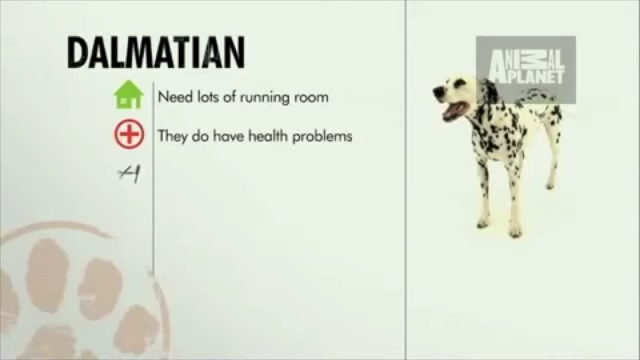 DALMATIAN
Need lots of running room
They do have health problems
ANIMAL
PLANET